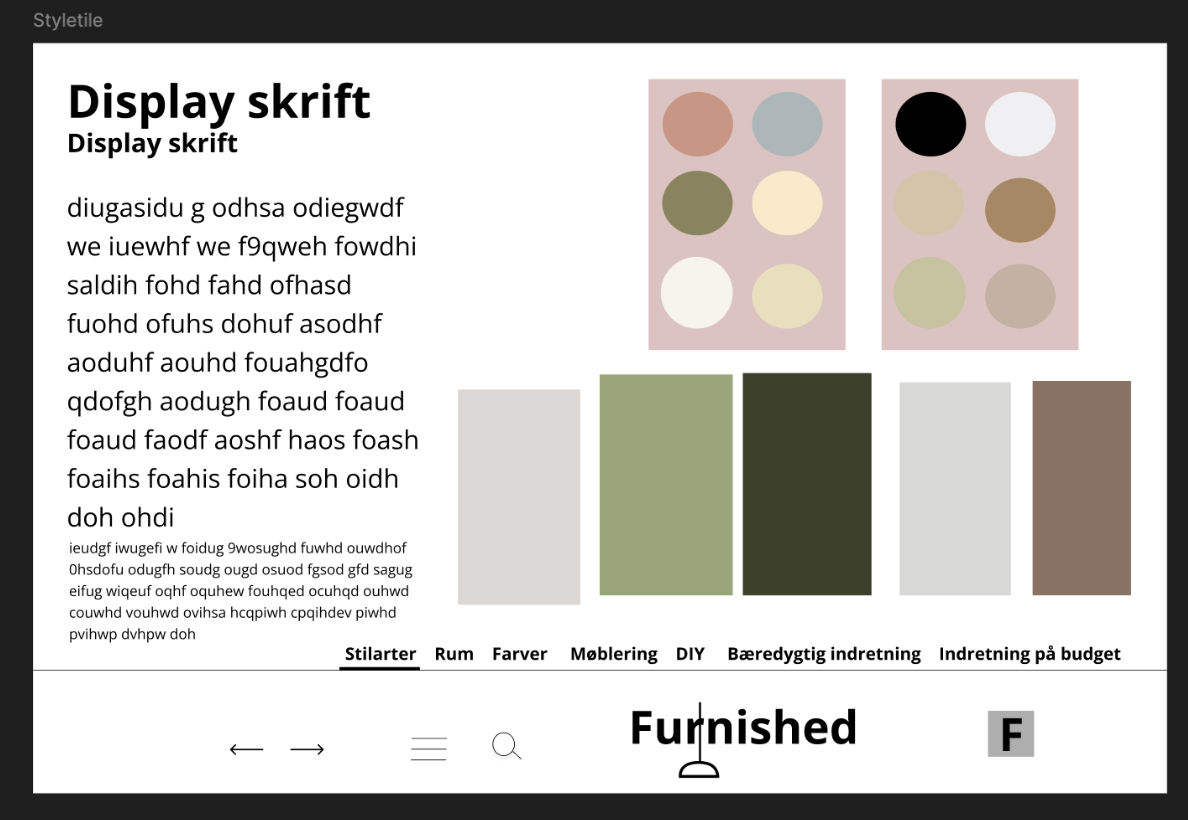 Styletile
Display skrift
Display skrift
diugasidu g odhsa odiegwdf
we iuewhf we f9qweh fowdhi
saldih fohd fahd ofhasd
fuohd ofuhs dohuf asodhf
aoduhf aouhd fouahgdfo
qdofgh aodugh foaud foaud
foaud faodf aoshf haos foash
foaihs foahis foiha soh oidh
doh ohdi
ieudgf iwugefi w foidug 9wosughd fuwhd ouwdhof
0hsdofu odugfh soudg ougd osuod fgsod gfd sagug
eifug wiqeuf oqhf oquhew fouhqed ocuhqd ouhwd
couwhd vouhwd ovihsa hcqpiwh cpqihdev piwhd
pvihwp dvhpw doh
Stilarter Rum Farver Møblering DIY Bæredygtig indretning Indretning på budget
Furnished
F